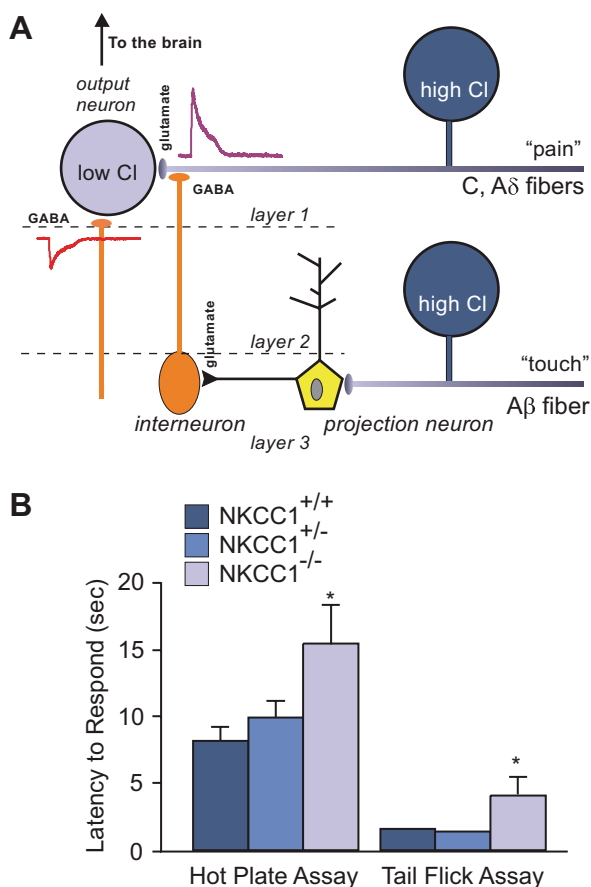 A
To the brain
output
neuron
glutamate
high Cl
low Cl
"pain"
C, Aδ fibers
GABA
GABA
layer 1
high Cl
glutamate
layer 2
"touch"
Aβ fiber
interneuron
projection neuron
layer 3
B
NKCC1+/+
NKCC1+/-
NKCC1-/-
Latency to Respond (sec)
20
15
10
5
0
*
*
Hot Plate Assay
Tail Flick Assay